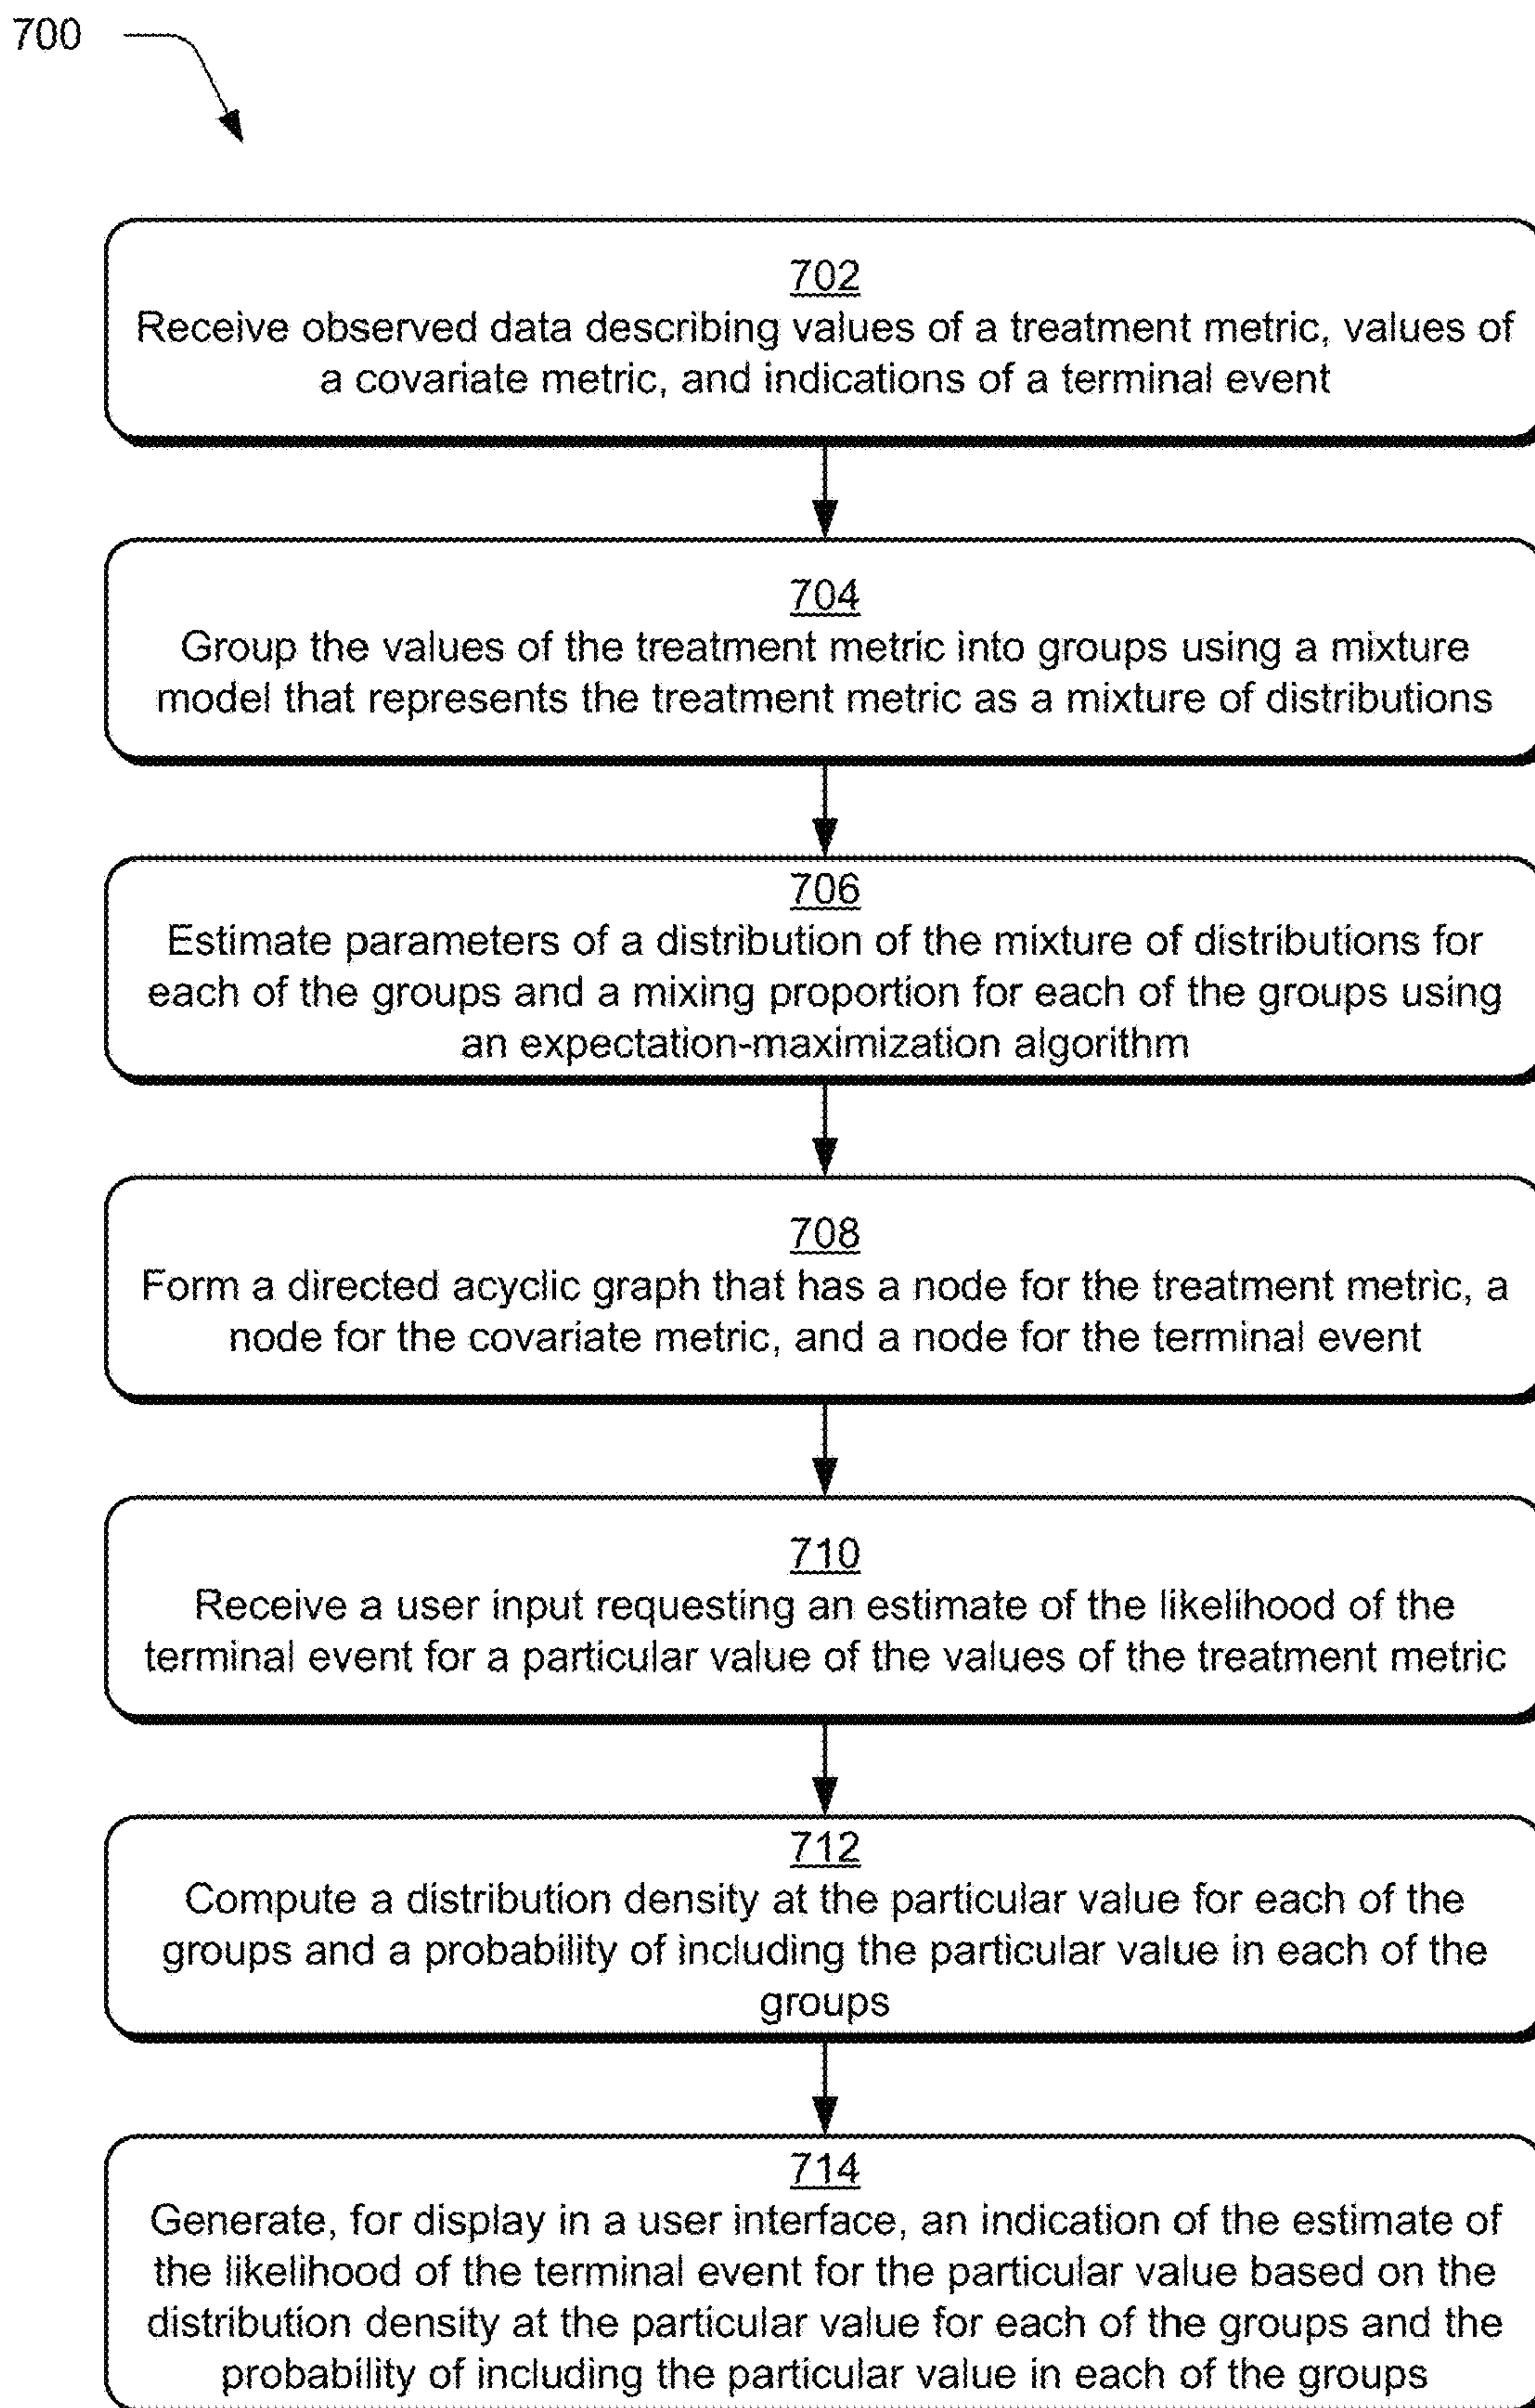 700
702
Receive observed data describing values of a treatment metric, values of
a covariate metric, and indications of a terminal event
704
Group the values of the treatment metric into groups using a mixture
model that represents the treatment metric as a mixture of distributions
706
Estimate parameters of a distribution of the mixture of distributions for
each of the groups and a mixing proportion for each of the groups using
an expectation-maximization algorithm
708
Form a directed acyclic graph that has a node for the treatment metric, a
node for the covariate metric, and a node for the terminal event
710
Receive a user input requesting an estimate of the likelihood of the
terminal event for a particular value of the values of the treatment metric
712
Compute a distribution density at the particular value for each of the
groups and a probability of including the particular value in each of the
groups
714
Generate, for display in a user interface, an indication of the estimate of
the likelihood of the terminal event for the particular value based on the
distribution density at the particular value for each of the groups and the
probability of including the particular value in each of the groups